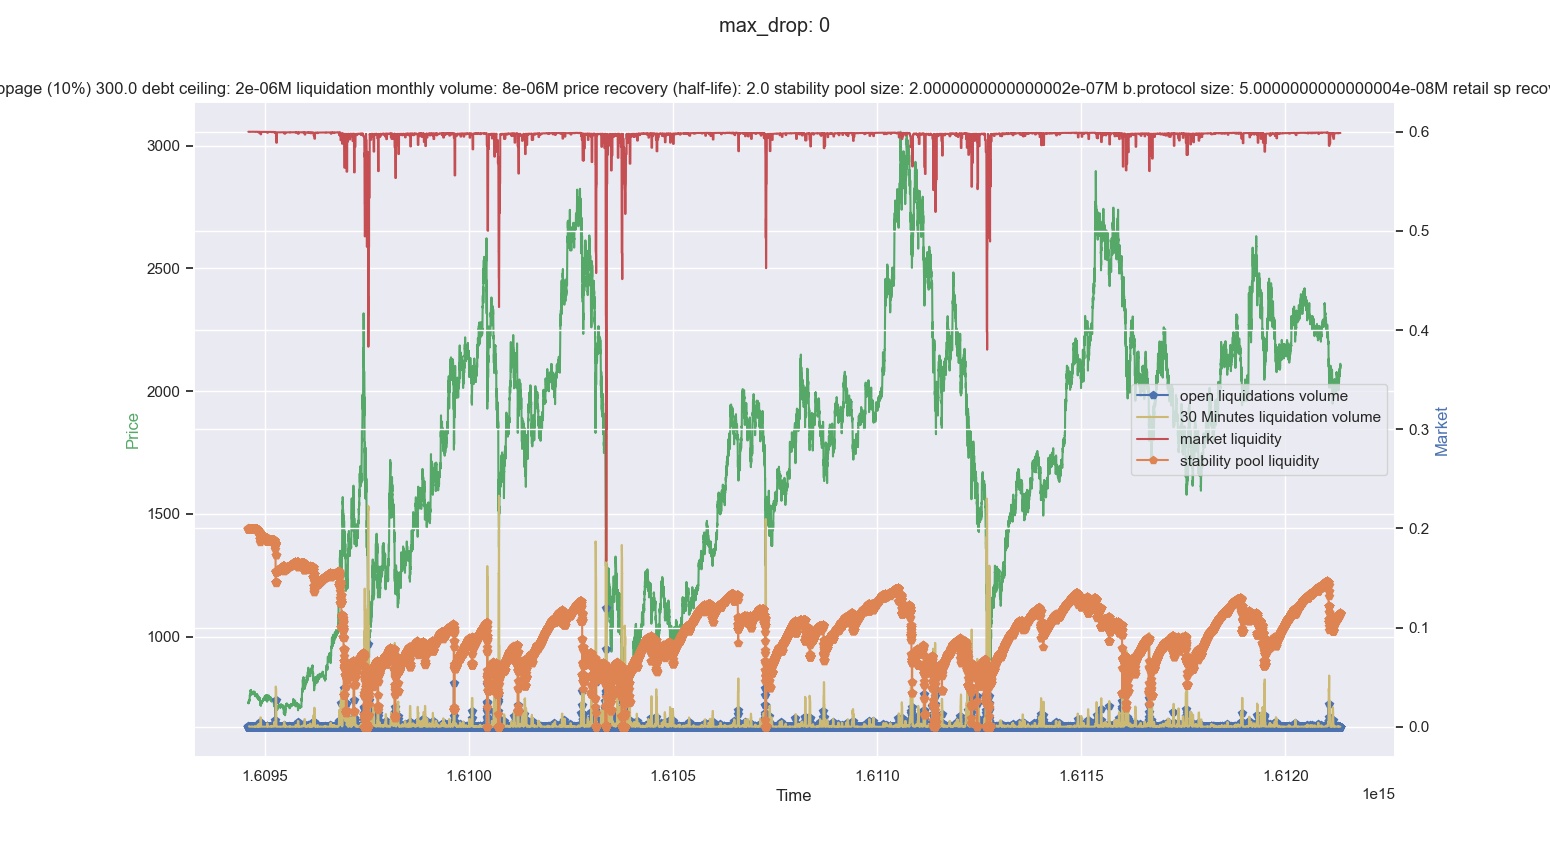 max_drop: 0
(10%) 300.0 debt ceiling: 2e-06M liquidation monthly volume: 8e-06M price recovery (half-life): 2.0 stability pool size: 2.0000000000000002e-07M b.protocol size: 5.0000000000000004e-08M retail sp
3000
2500
2000
1500
1000
Price
0.6
0.5
0.4
0.3
0.2
0.1
0.0
Market
open liquidations volume
30 Minutes liquidation volume
market liquidity
stability pool liquidity
1.6095 1.6100 1.6105 1.6110 1.6115 1.6120
1e15
Time